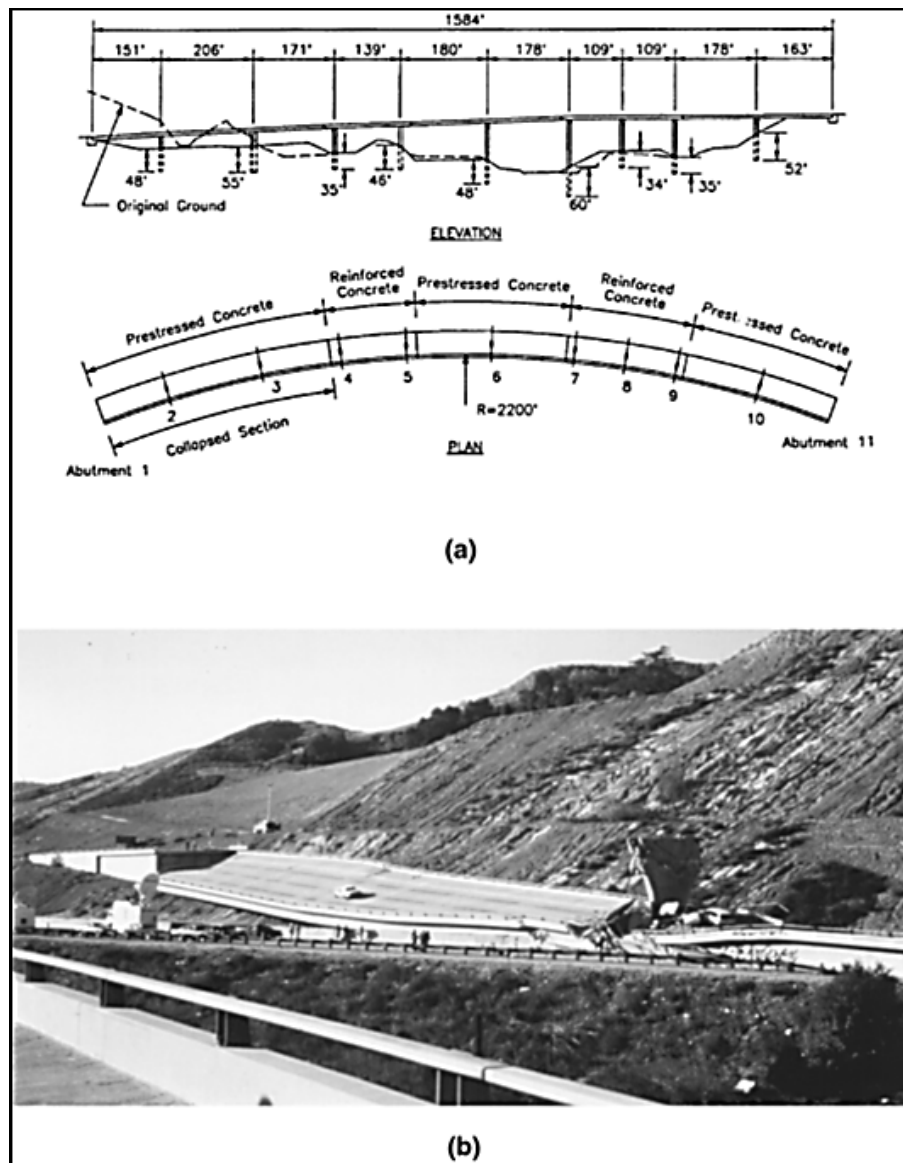 1584'
151' 206' 171' 139' 180' 178' 109' 109' 178' 163'
48' 55' 35' 46' 48' 60' 34' 35' 52'
Original Ground
ELEVATION
Prestressed Concrete
Reinforced
Concrete
Prestressed Concrete
Reinforced
Concrete
Concrete
2 3 4 5 6 7 8 9 10
R=2200'
Collapsed Section
PLAN
Abutment 1
Abutment 11
(a)
(b)